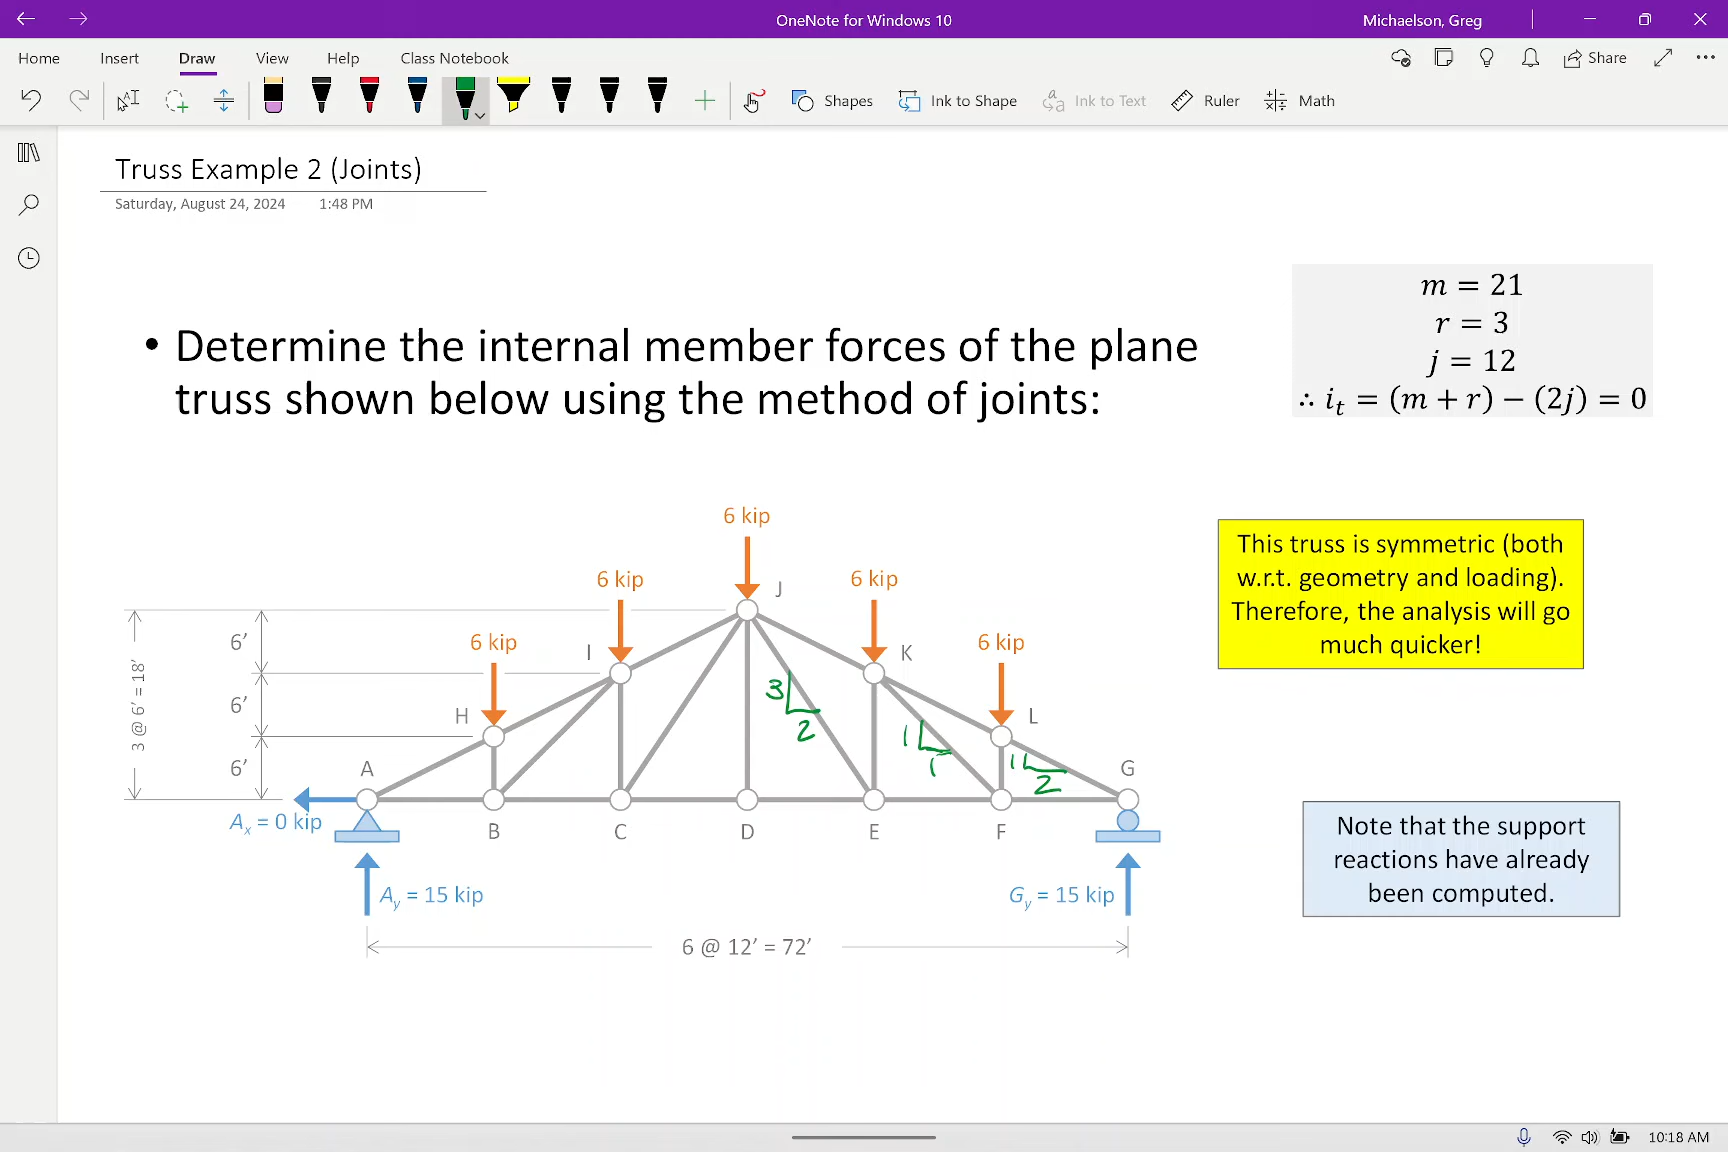 OneNote for Windows 10
Michaelson, Greg
Home Insert Draw View Help Class Notebook
Share
Shapes Ink to Shape Ink to Text Ruler Math
Truss Example 2 (Joints)
Saturday, August 24, 2024 1:48 PM
m = 21
r = 3
j = 12
∴ iₜ = (m + r) − (2j) = 0
• Determine the internal member forces of the plane
truss shown below using the method of joints:
This truss is symmetric (both
w.r.t. geometry and loading).
Therefore, the analysis will go
much quicker!
6 kip
6 kip
6 kip
6 kip
6 kip
J
I
K
H
L
A
G
3 @ 6’ = 18’
6’
6’
6’
3
2
1
1
1
2
Aₓ = 0 kip
B
C
D
E
F
A_y = 15 kip
G_y = 15 kip
6 @ 12’ = 72’
Note that the support
reactions have already
been computed.
10:18 AM